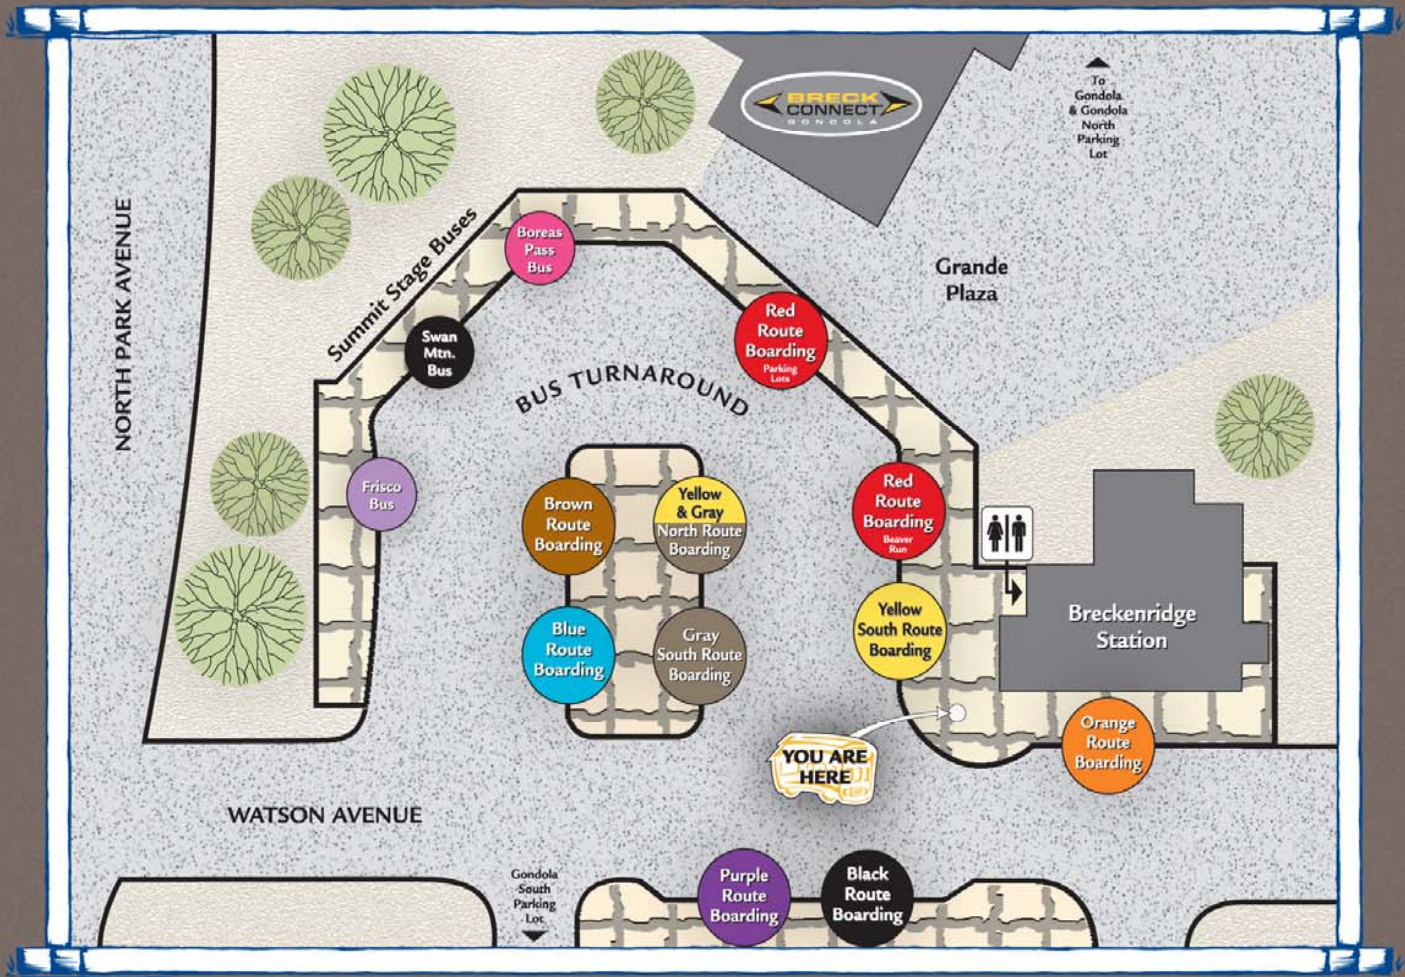 BRECK
CONNECT
GONDOLA
To
Gondola
& Gondola
North
Parking
Lot
NORTH PARK AVENUE
Summit Stage Buses
Boreas
Pass
Bus
Grande
Plaza
Red
Route
Boarding
Parking
Lots
Swan
Mtn.
Bus
BUS TURNAROUND
Frisco
Bus
Brown
Route
Boarding
Yellow
& Gray
North Route
Boarding
Red
Route
Boarding
Beaver
Run
Blue
Route
Boarding
Gray
South Route
Boarding
Yellow
South Route
Boarding
Breckenridge
Station
YOU ARE
HERE
Orange
Route
Boarding
WATSON AVENUE
Gondola
South
Parking
Lot
Purple
Route
Boarding
Black
Route
Boarding